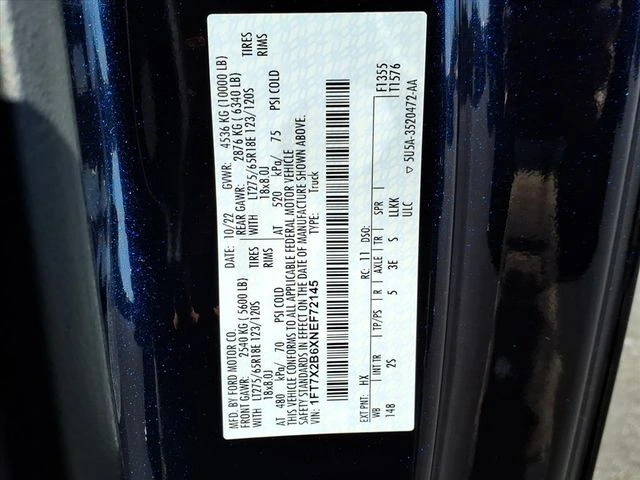 MFD. BY FORD MOTOR CO.
DATE: 10/22 GVWR: 4536 KG (10000 LB)
FRONT GAWR: 2540 KG (5600 LB)
REAR GAWR: 2876 KG (6340 LB)
WITH LT275/65R18E 123/120S TIRES
WITH LT275/65R18E 123/120S TIRES
18x8.0J RIMS
18x8.0J RIMS
AT 480 kPa/ 70 PSI COLD
AT 520 kPa/ 75 PSI COLD
THIS VEHICLE CONFORMS TO ALL APPLICABLE FEDERAL MOTOR VEHICLE
SAFETY STANDARDS IN EFFECT ON THE DATE OF MANUFACTURE SHOWN ABOVE.
VIN: 1FT7X2B6XNEF72145 TYPE: Truck
F1355
T1576
EXT PNT: HX RC: 11 DSO:
WB INT TR TP/PS R AXLE TR SPR
148 2S 5 3E S LLKK
ULC
▽ 5U5A-3520472-AA